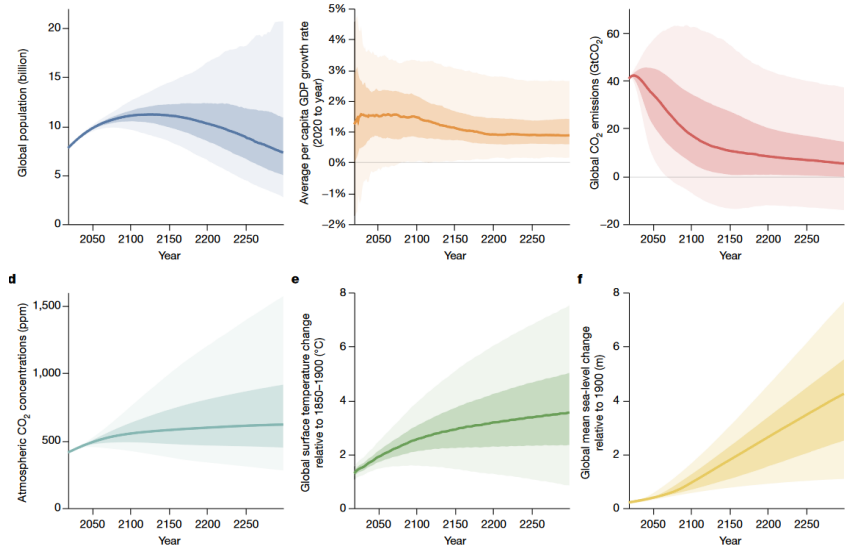 Global population (billion)
20
15
10
5
0
2050 2100 2150 2200 2250
Year
Average per capita GDP growth rate
(2020 to year)
5%
4%
3%
2%
1%
0%
−1%
−2%
2050 2100 2150 2200 2250
Year
Global CO₂ emissions (GtCO₂)
60
40
20
0
−20
2050 2100 2150 2200 2250
Year
d
Atmospheric CO₂ concentrations (ppm)
1,500
1,000
500
0
2050 2100 2150 2200 2250
Year
e
Global surface temperature change
relative to 1850–1900 (°C)
8
6
4
2
0
2050 2100 2150 2200 2250
Year
f
Global mean sea-level change
relative to 1900 (m)
8
6
4
2
0
2050 2100 2150 2200 2250
Year